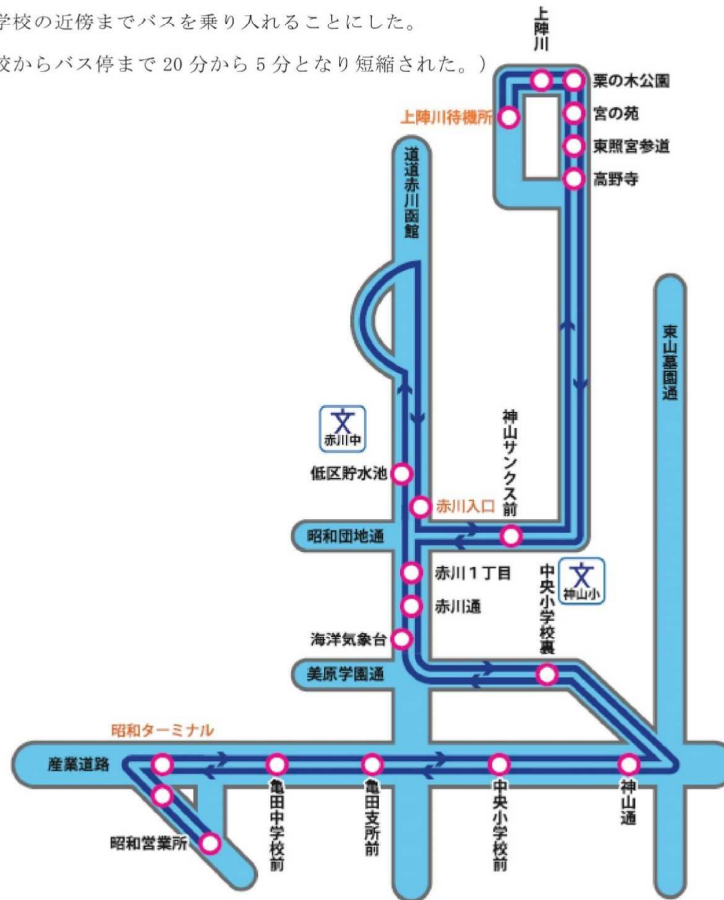 学校の近傍までバスを乗り入れることにした。
校からバス停まで 20 分から 5 分となり短縮された。)
上陣川
栗の木公園
上陣川待機所
宮の苑
東照宮参道
高野寺
道道赤川函館
東山墓園通
文
赤川中
神山サンクス前
低区貯水池
赤川入口
昭和団地通
赤川1丁目
中央小学校裏
文
神山小
赤川通
海洋気象台
美原学園通
昭和ターミナル
産業道路
亀田中学校前
亀田支所前
中央小学校前
神山通
昭和営業所